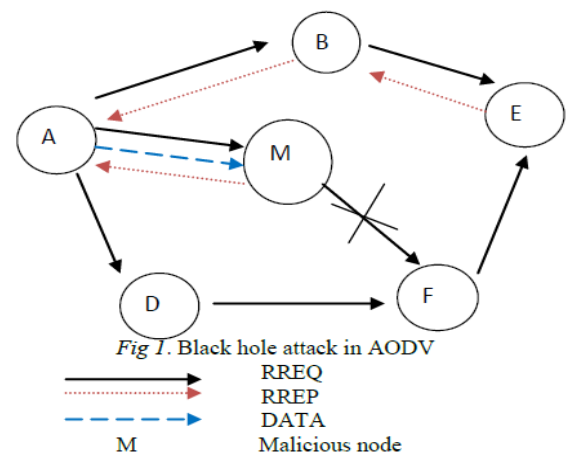 B
E
A
M
D
F
Fig 1. Black hole attack in AODV
RREQ
RREP
DATA
M Malicious node